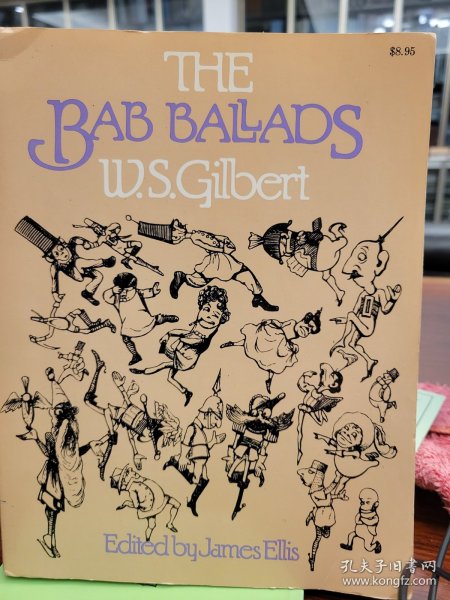 $8.95
THE
BAB BALLADS
W.S.Gilbert
Edited by James Ellis
孔夫子旧书网
www.kongfz.com